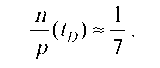 n/p (t_D) ≈ 1/7 .